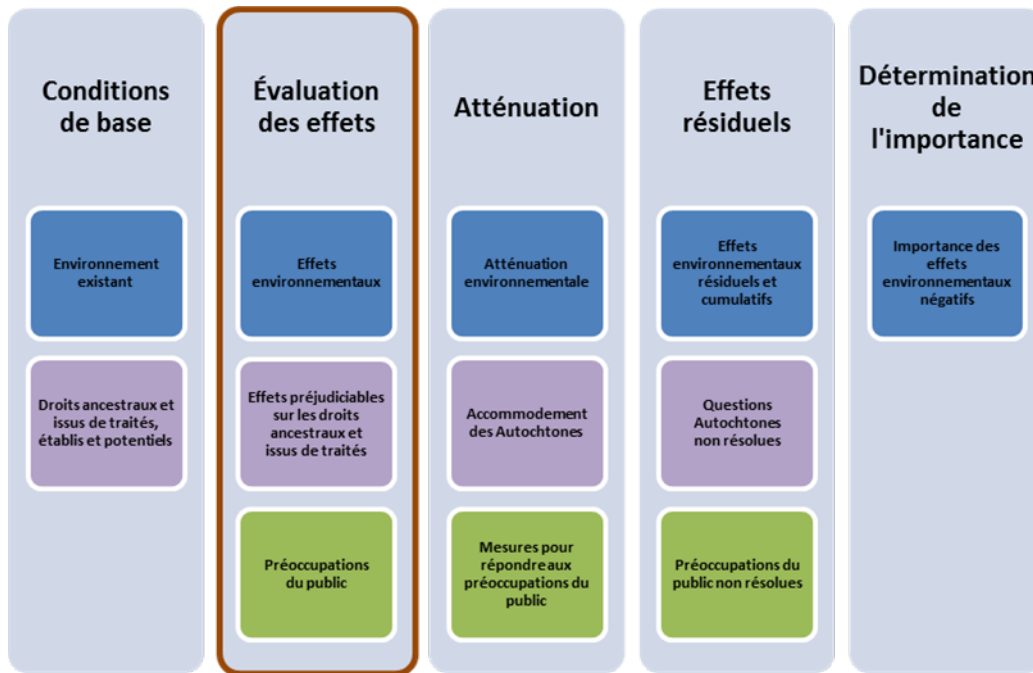 Conditions
de base
Environnement
existant
Droits ancestraux et
issus de traités,
établis et potentiels
Évaluation
des effets
Effets
environnementaux
Effets préjudiciables
sur les droits
ancestraux et
issus de traités
Préoccupations
du public
Atténuation
Atténuation
environnementale
Accommodement
des Autochtones
Mesures pour
répondre aux
préoccupations du
public
Effets
résiduels
Effets
environnementaux
résiduels et
cumulatifs
Questions
Autochtones
non résolues
Préoccupations du
public non résolues
Détermination
de
l'importance
Importance des
effets
environnementaux
négatifs